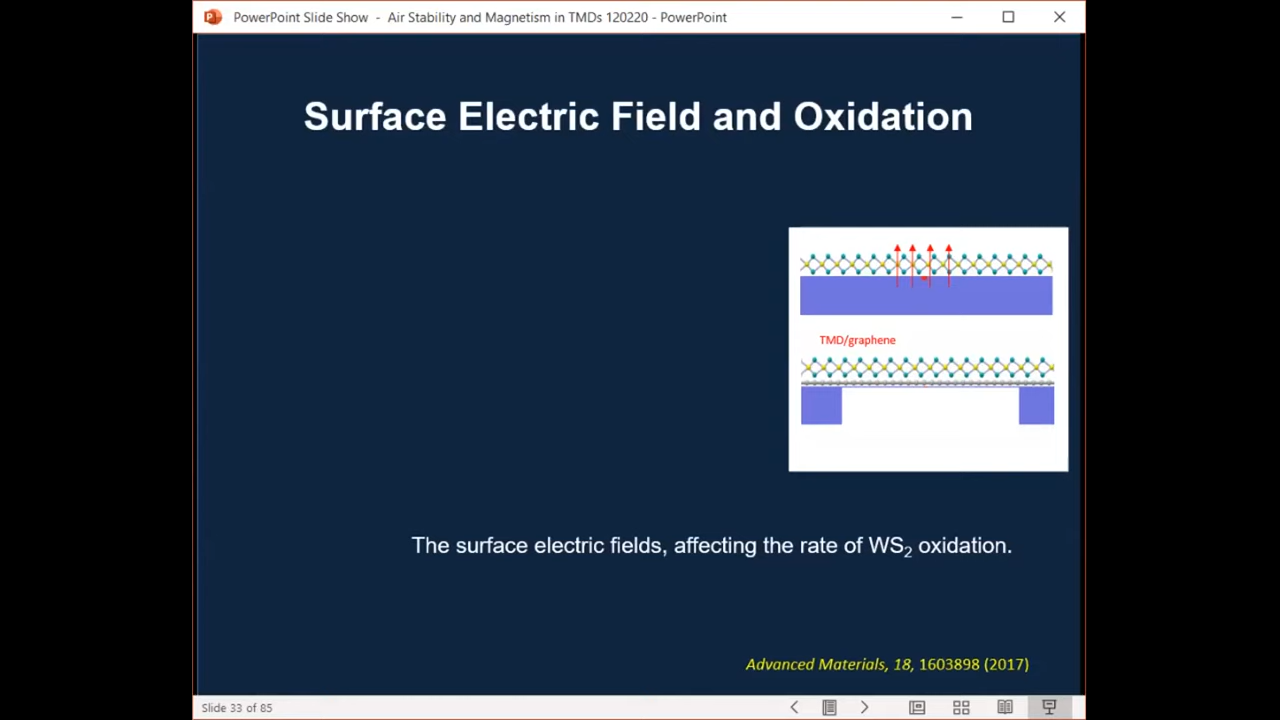 PowerPoint Slide Show - Air Stability and Magnetism in TMDs 120220 - PowerPoint
Surface Electric Field and Oxidation
TMD/graphene
The surface electric fields, affecting the rate of WS₂ oxidation.
Advanced Materials, 18, 1603898 (2017)
Slide 33 of 85